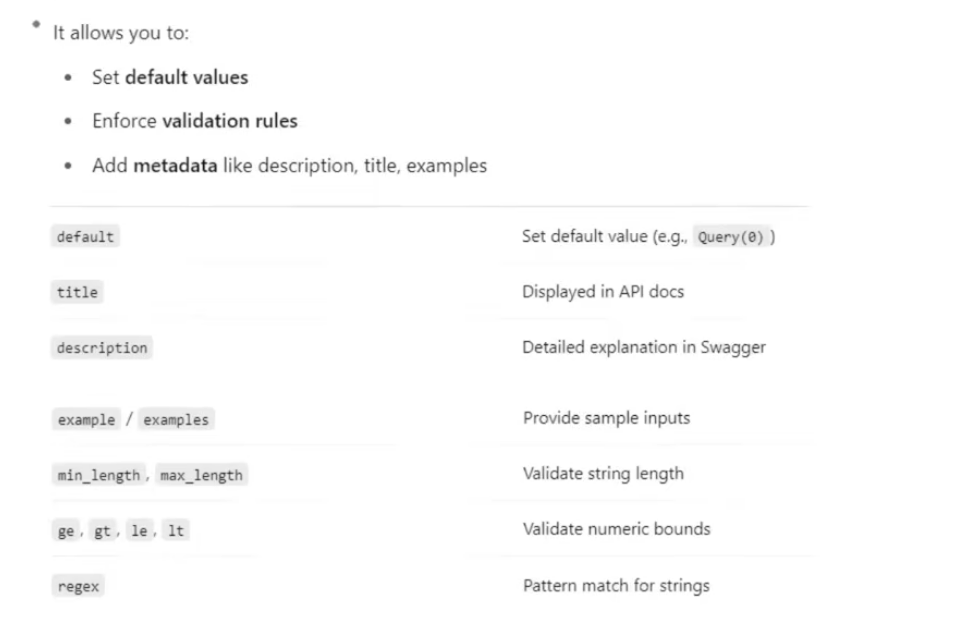 It allows you to:
Set default values
Enforce validation rules
Add metadata like description, title, examples
default Set default value (e.g., Query(0) )
title Displayed in API docs
description Detailed explanation in Swagger
example / examples Provide sample inputs
min_length, max_length Validate string length
ge, gt, le, lt Validate numeric bounds
regex Pattern match for strings